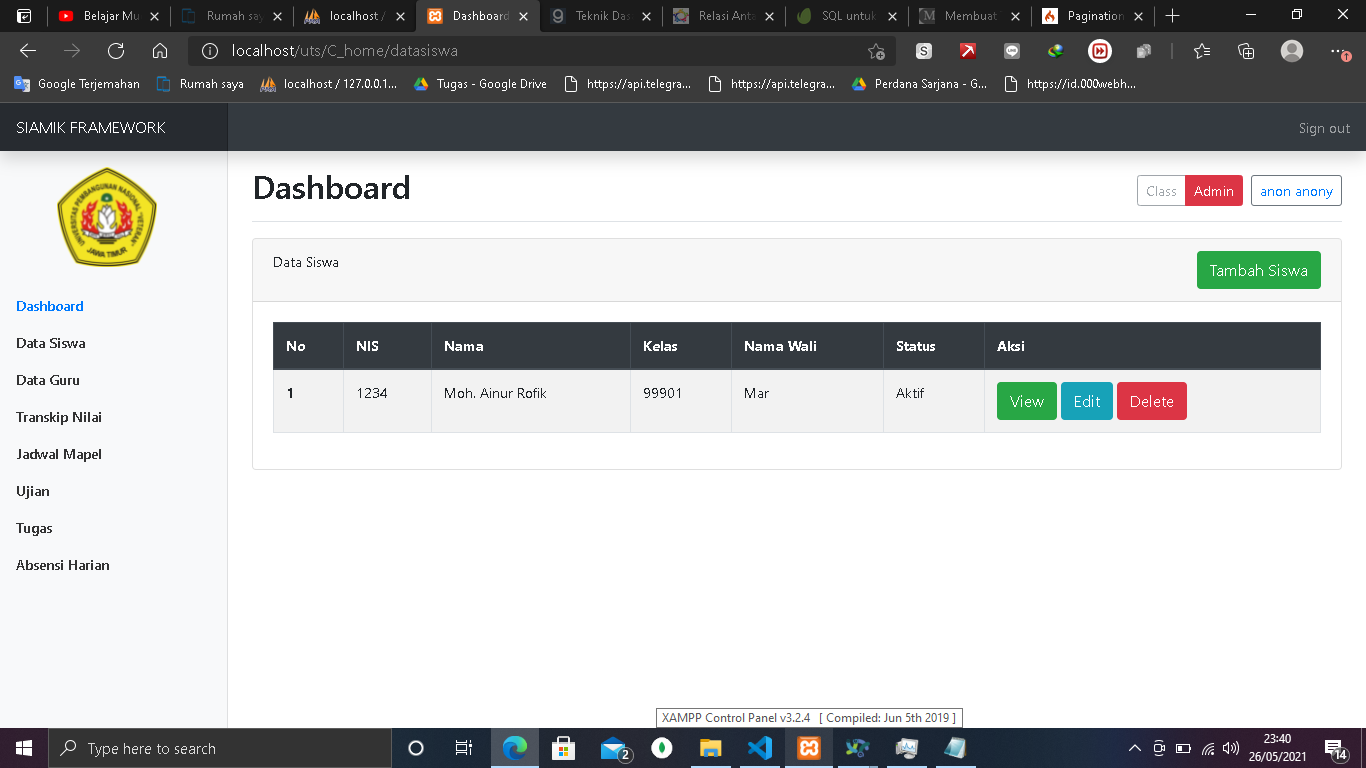 Belajar Mu
Rumah say
localhost /
Dashboard
Teknik Das
Relasi Anta
SQL untuk
Membuat
Pagination
localhost/uts/C_home/datasiswa
Google Terjemahan
Rumah saya
localhost / 127.0.0.1...
Tugas - Google Drive
https://api.telegra...
https://api.telegra...
Perdana Sarjana - G...
https://id.000webh...
SIAMIK FRAMEWORK
Sign out
UNIVERSITAS PEMBANGUNAN NASIONAL "VETERAN"
JAWA TIMUR
Dashboard
Data Siswa
Data Guru
Transkip Nilai
Jadwal Mapel
Ujian
Tugas
Absensi Harian
Dashboard
Class Admin anon anony
Data Siswa
Tambah Siswa
No NIS Nama Kelas Nama Wali Status Aksi
1 1234 Moh. Ainur Rofik 99901 Mar Aktif View Edit Delete
XAMPP Control Panel v3.2.4 [ Compiled: Jun 5th 2019 ]
Type here to search
2
23:40
26/05/2021
14